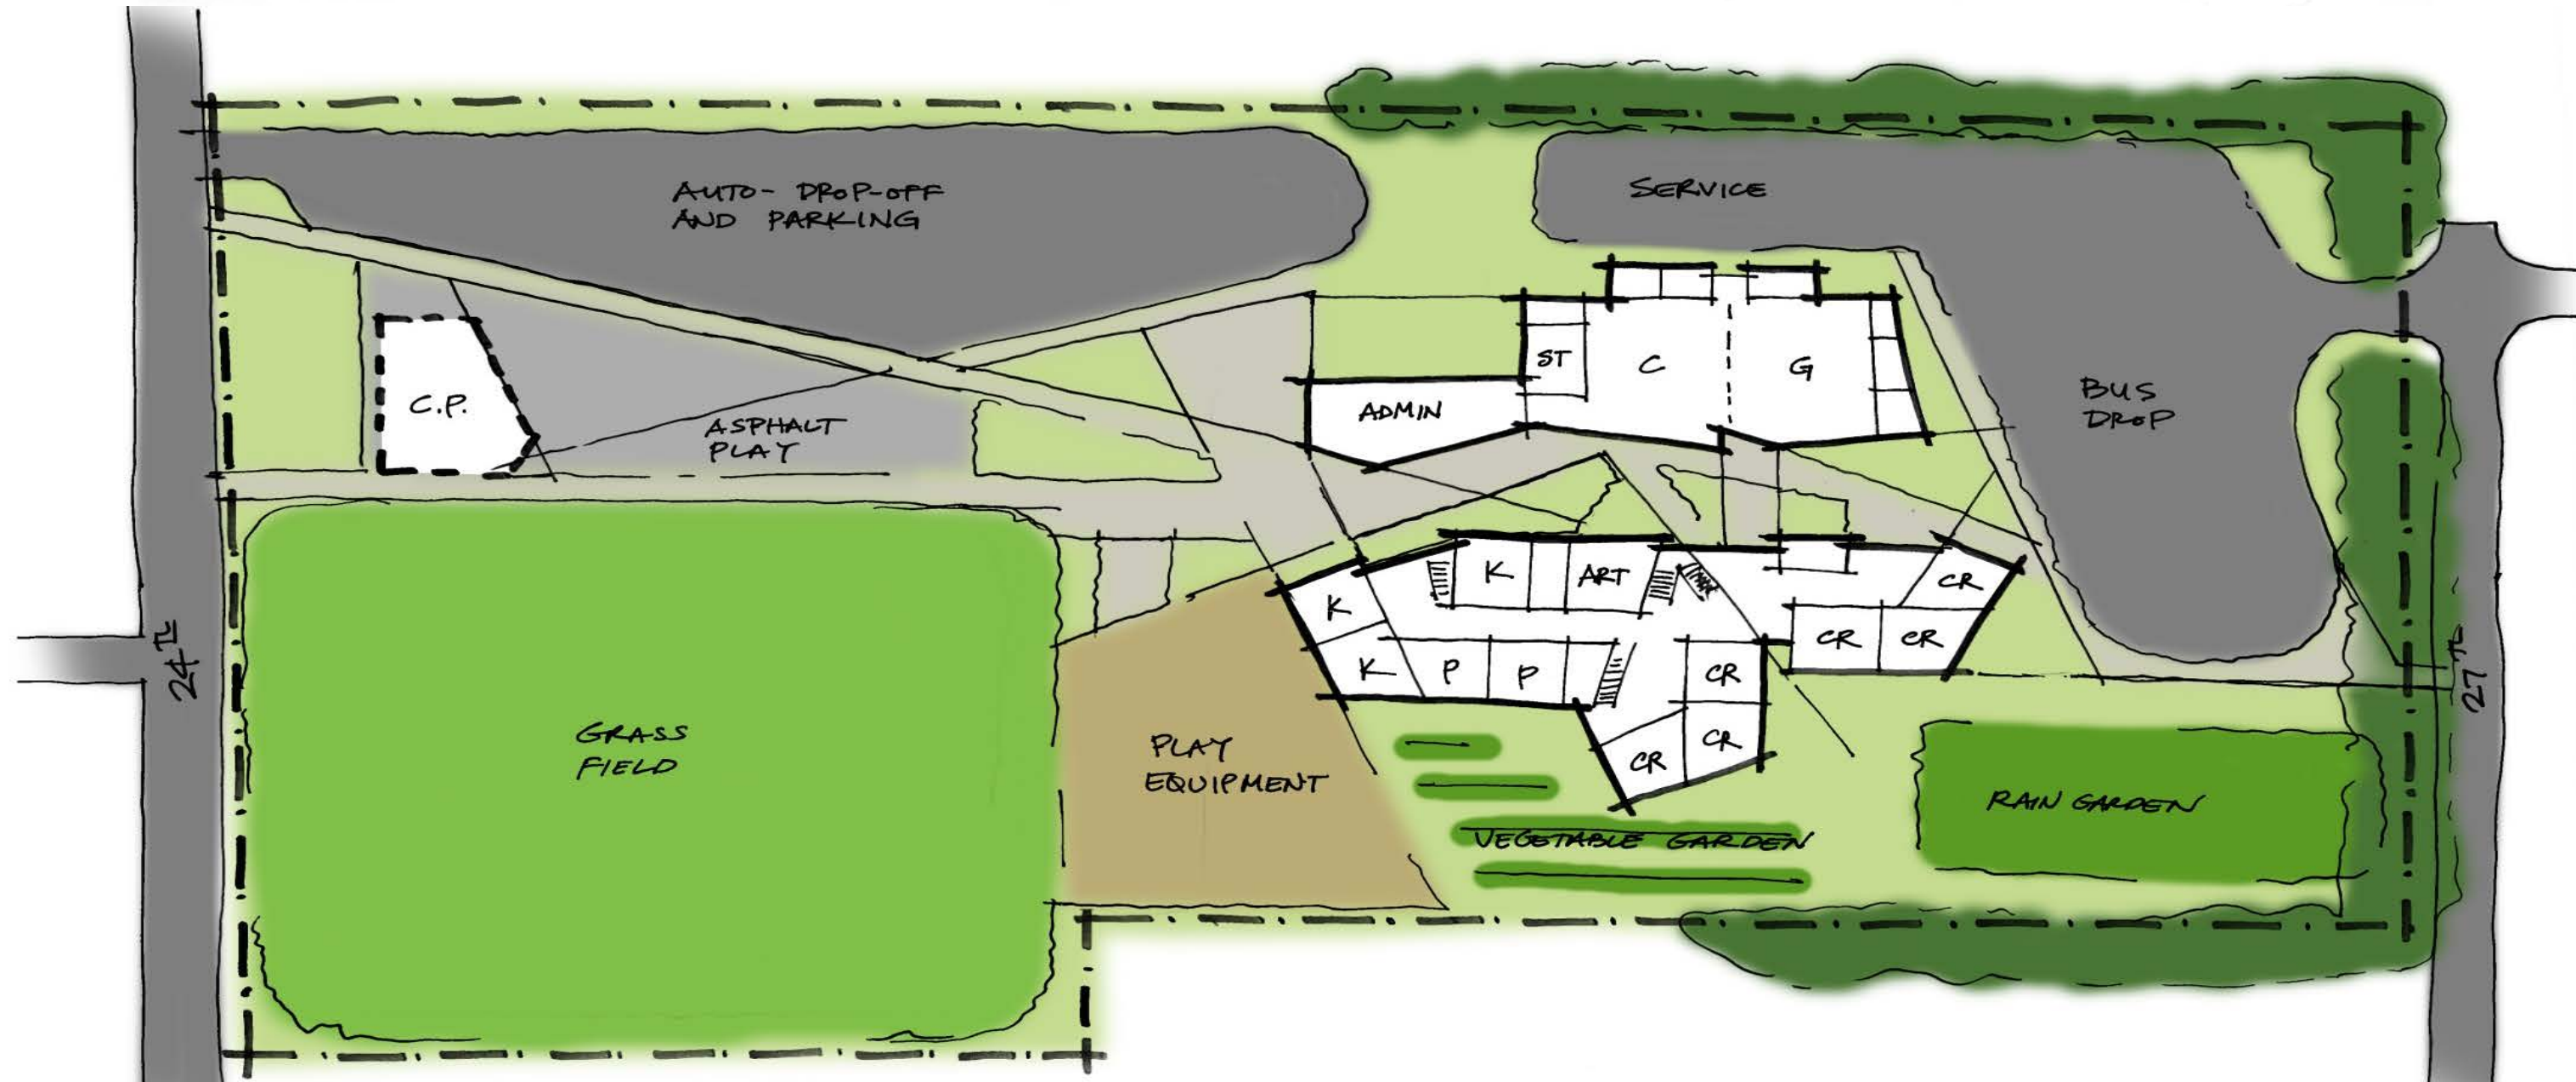 AUTO- DROP-OFF
AND PARKING
SERVICE
C.P.
ASPHALT
PLAY
ADMIN
ST
C
G
BUS
DROP
24TH
GRASS
FIELD
PLAY
EQUIPMENT
K
K
K
ART
P
P
CR
CR
CR
CR
CR
CR
VEGETABLE GARDEN
RAIN GARDEN
27TH